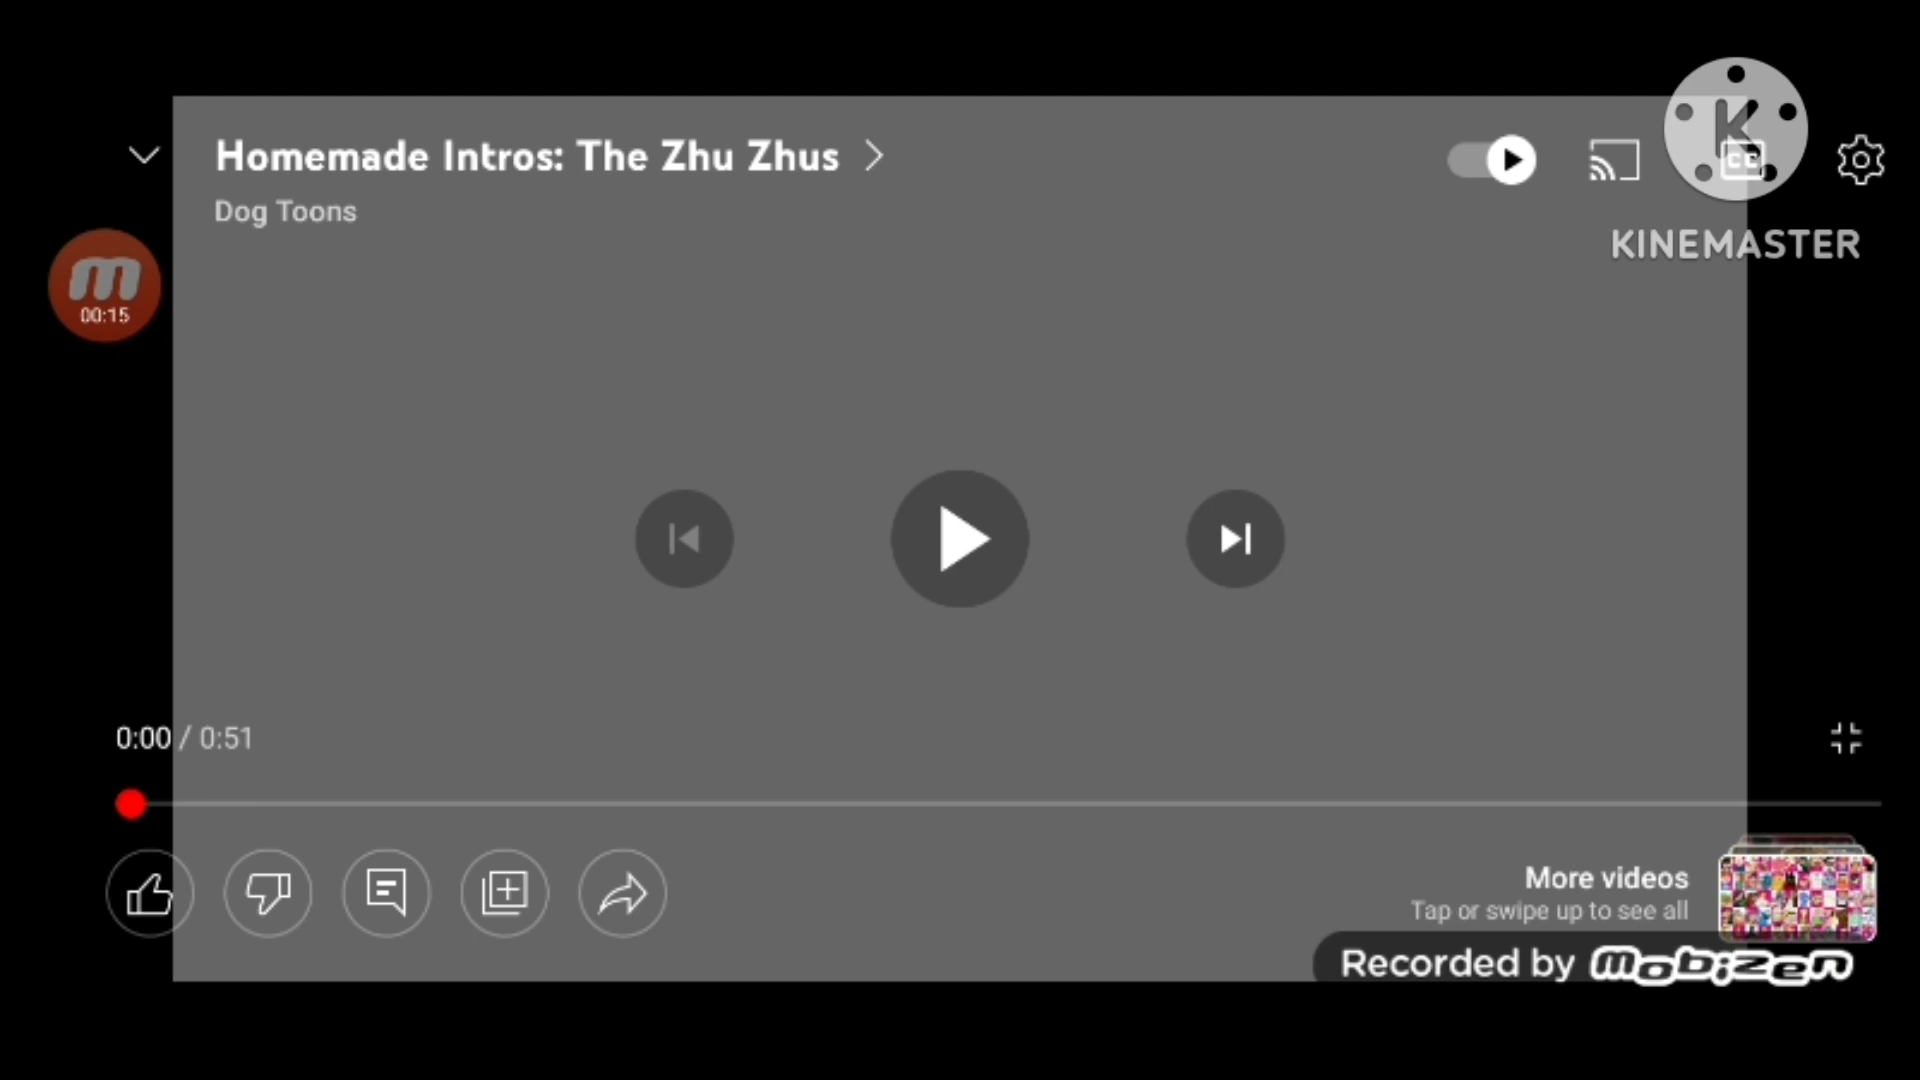 Homemade Intros: The Zhu Zhus
Dog Toons
K
CC
KINEMASTER
m
00:15
0:00 / 0:51
More videos
Tap or swipe up to see all
Recorded by mobizen